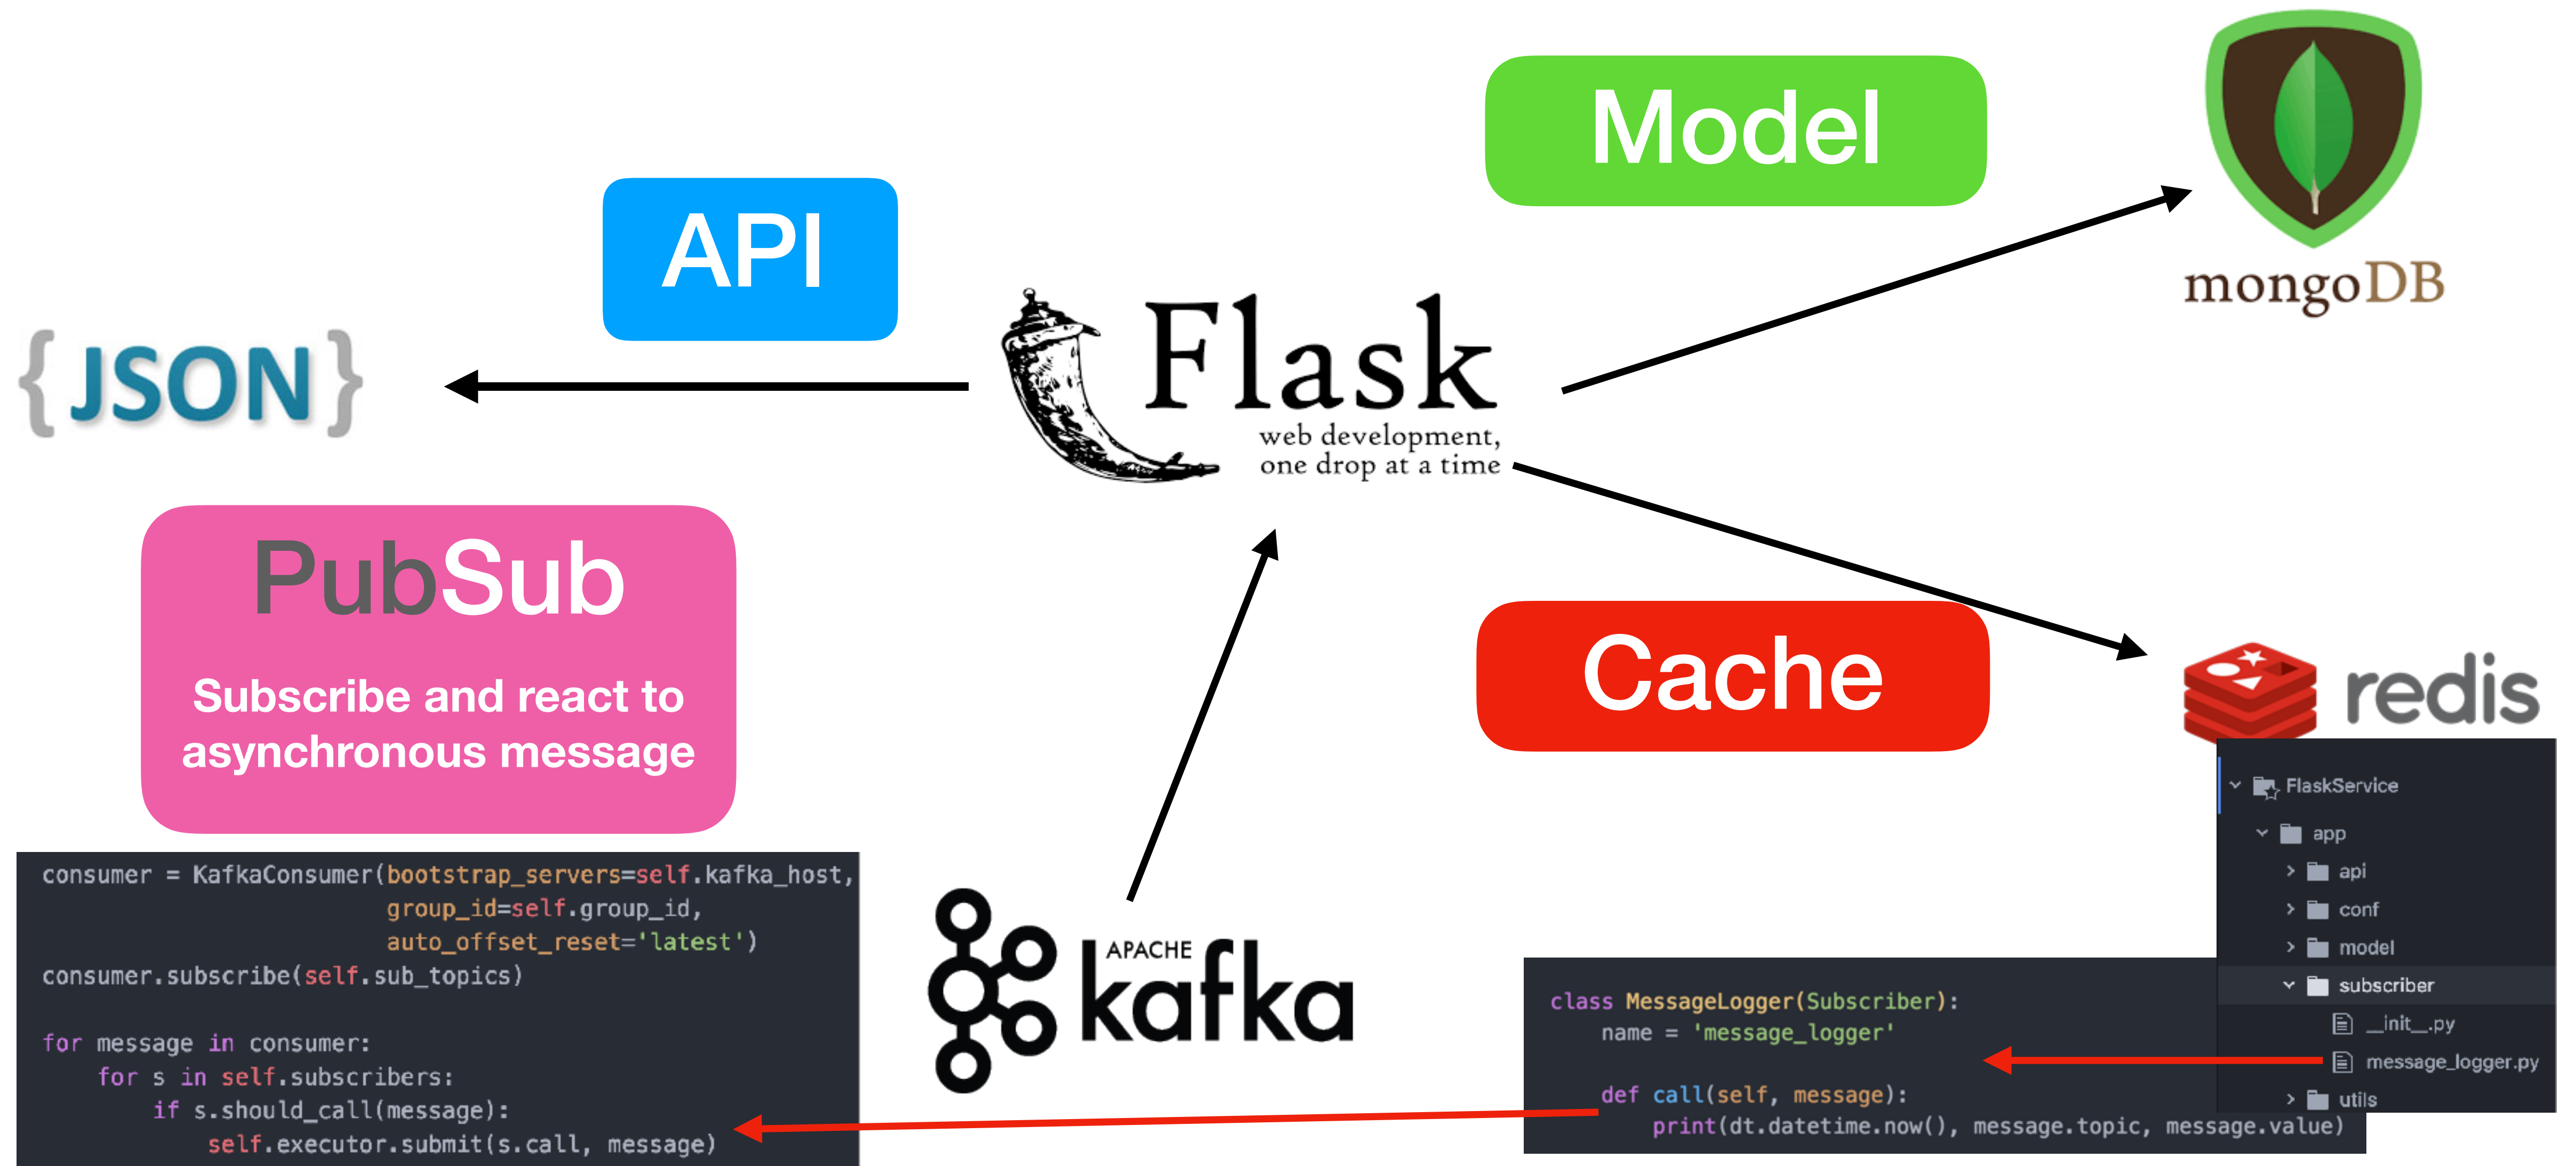 Model
mongoDB
API
{JSON}
Flask
web development,
one drop at a time
PubSub
Subscribe and react to
asynchronous message
Cache
redis
consumer = KafkaConsumer(bootstrap_servers=self.kafka_host,
group_id=self.group_id,
auto_offset_reset='latest')
consumer.subscribe(self.sub_topics)
for message in consumer:
for s in self.subscribers:
if s.should_call(message):
self.executor.submit(s.call, message)
APACHE
kafka
class MessageLogger(Subscriber):
name = 'message_logger'
def call(self, message):
print(dt.datetime.now(), message.topic, message.value)
FlaskService
app
api
conf
model
subscriber
__init__.py
message_logger.py
utils